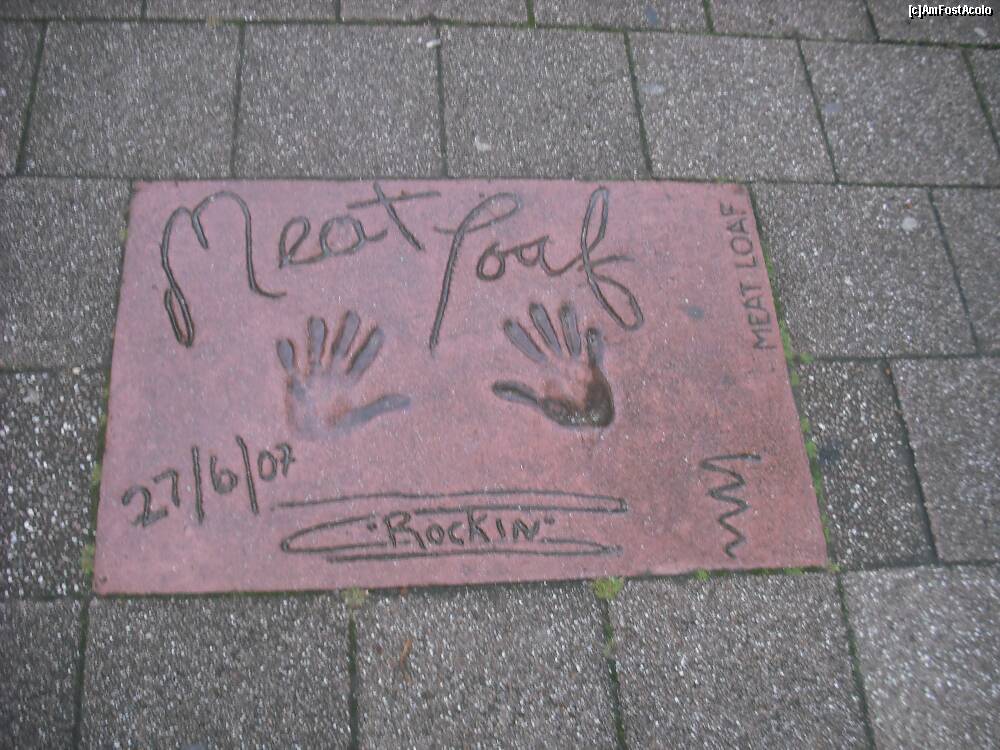 [c]AmFostAcolo
Meat Loaf
MEAT LOAF
27/6/07
·ROCKIN·